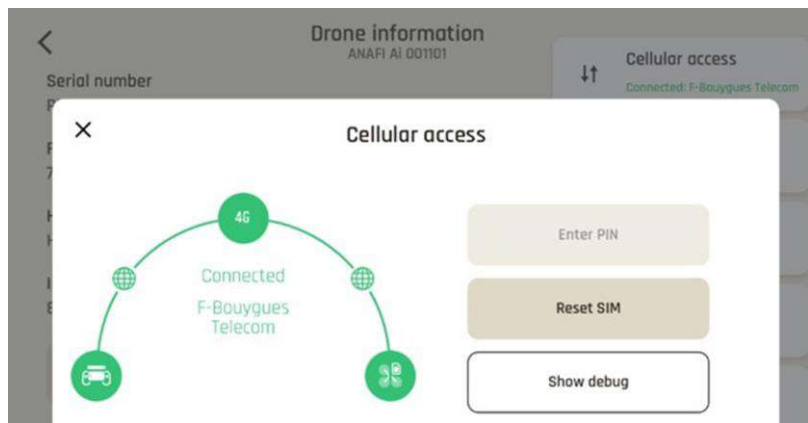 Drone information
ANAFI Ai 001101
Serial number
Cellular access
Connected: F-Bouygues Telecom
Cellular access
4G
Connected
F-Bouygues
Telecom
Enter PIN
Reset SIM
Show debug